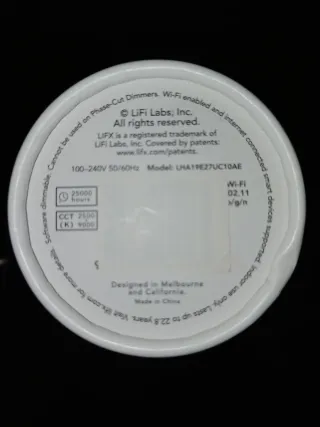 Software dimmable. Cannot be used on Phase-Cut Dimmers. Wi-Fi enabled and internet connected smart devices supported. Indoor use only. Lasts up to 22.8 years. Visit lifx.com for more details.
© LiFi Labs, Inc.
All rights reserved.
LIFX is a registered trademark of
LiFi Labs, Inc. Covered by patents:
www.lifx.com/patents.
100-240V 50/60Hz Model: LHA19E27UC10AE
25000
hours
Wi-Fi
02.11
b/g/n
CCT 2500
(K) 9000
Designed in Melbourne
and California.
Made in China